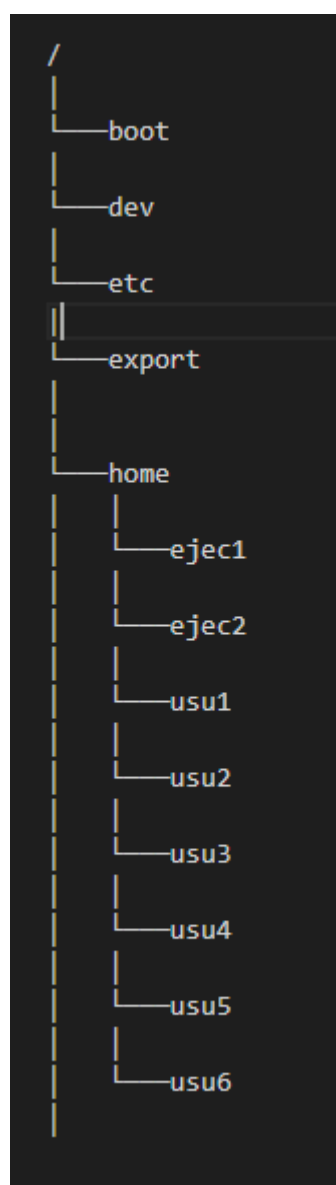 /
boot
dev
etc
export
home
ejec1
ejec2
usu1
usu2
usu3
usu4
usu5
usu6